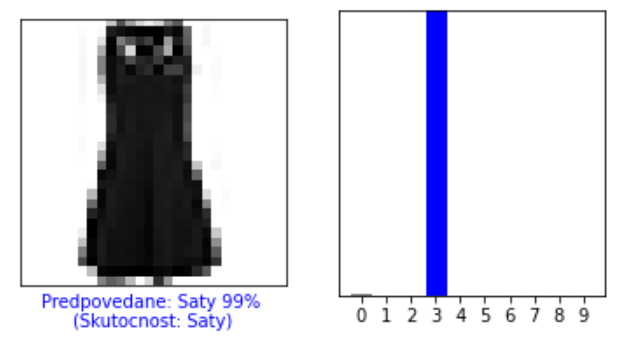 Predpovedane: Saty 99%
(Skutocnost: Saty)
0 1 2 3 4 5 6 7 8 9